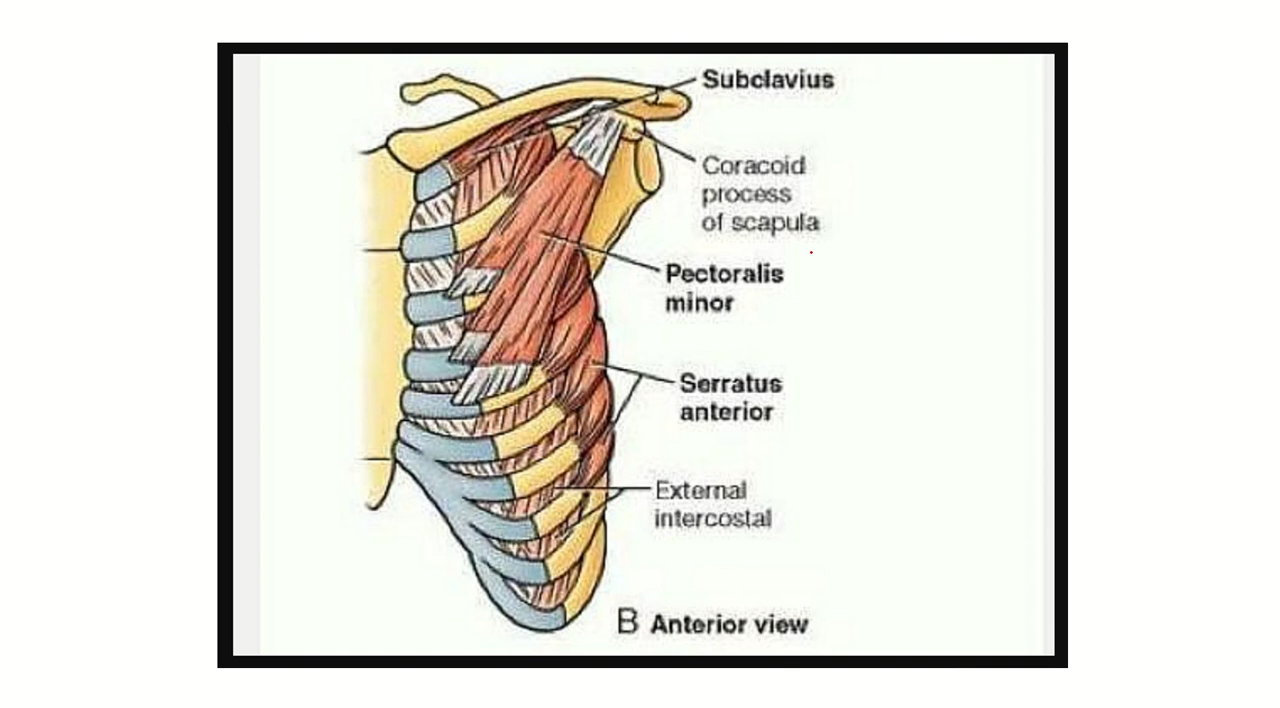 Subclavius
Coracoid
process
of scapula
Pectoralis
minor
Serratus
anterior
External
intercostal
B Anterior view